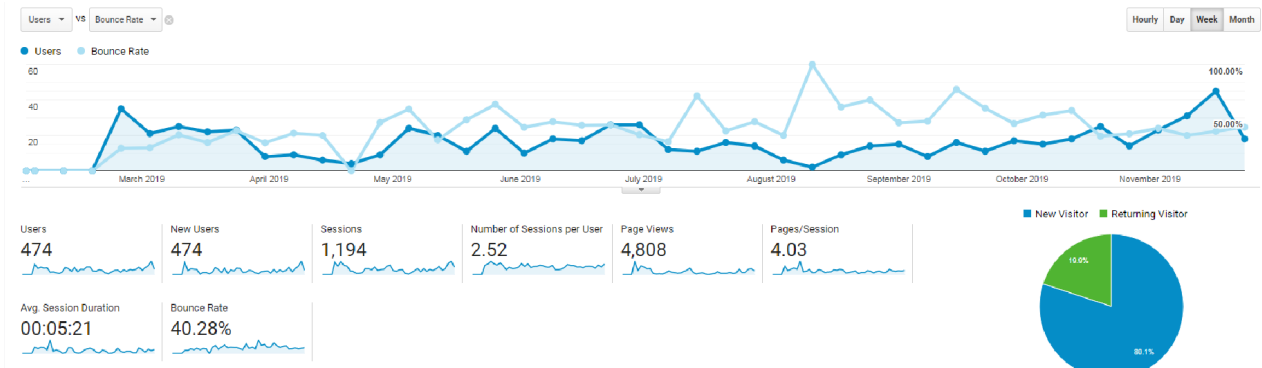 Users vs Bounce Rate
Hourly Day Week Month
Users Bounce Rate
60 100.00%
40
20 50.00%
... March 2019 April 2019 May 2019 June 2019 July 2019 August 2019 September 2019 October 2019 November 2019
New Visitor Returning Visitor
Users New Users Sessions Number of Sessions per User Page Views Pages/Session
474 474 1,194 2.52 4,808 4.03
80.1%
Avg. Session Duration Bounce Rate
00:05:21 40.28%